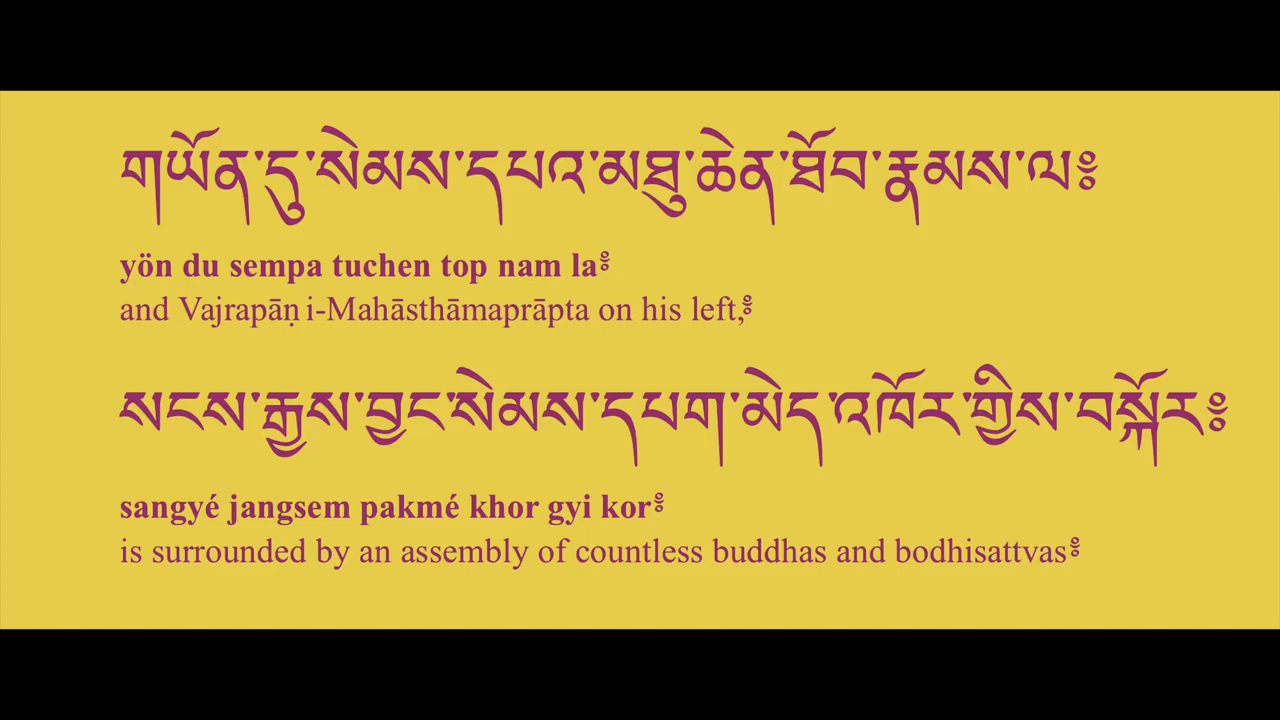 གཡོན་དུ་སེམས་དཔའ་མཐུ་ཆེན་ཐོབ་རྣམས་ལ༔
yön du sempa tuchen top nam la༔
and Vajrapāṇi-Mahāsthāmaprāpta on his left,༔
སངས་རྒྱས་བྱང་སེམས་དཔག་མེད་འཁོར་གྱིས་བསྐོར༔
sangyé jangsem pakmé khor gyi kor༔
is surrounded by an assembly of countless buddhas and bodhisattvas༔